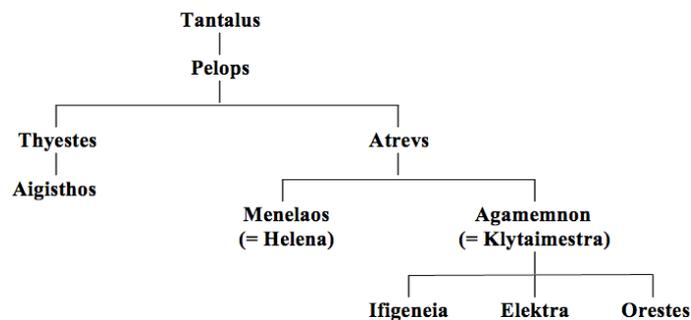 Tantalus
Pelops
Thyestes Atrevs
Aigisthos
Menelaos Agamemnon
(= Helena) (= Klytaimestra)
Ifigeneia Elektra Orestes